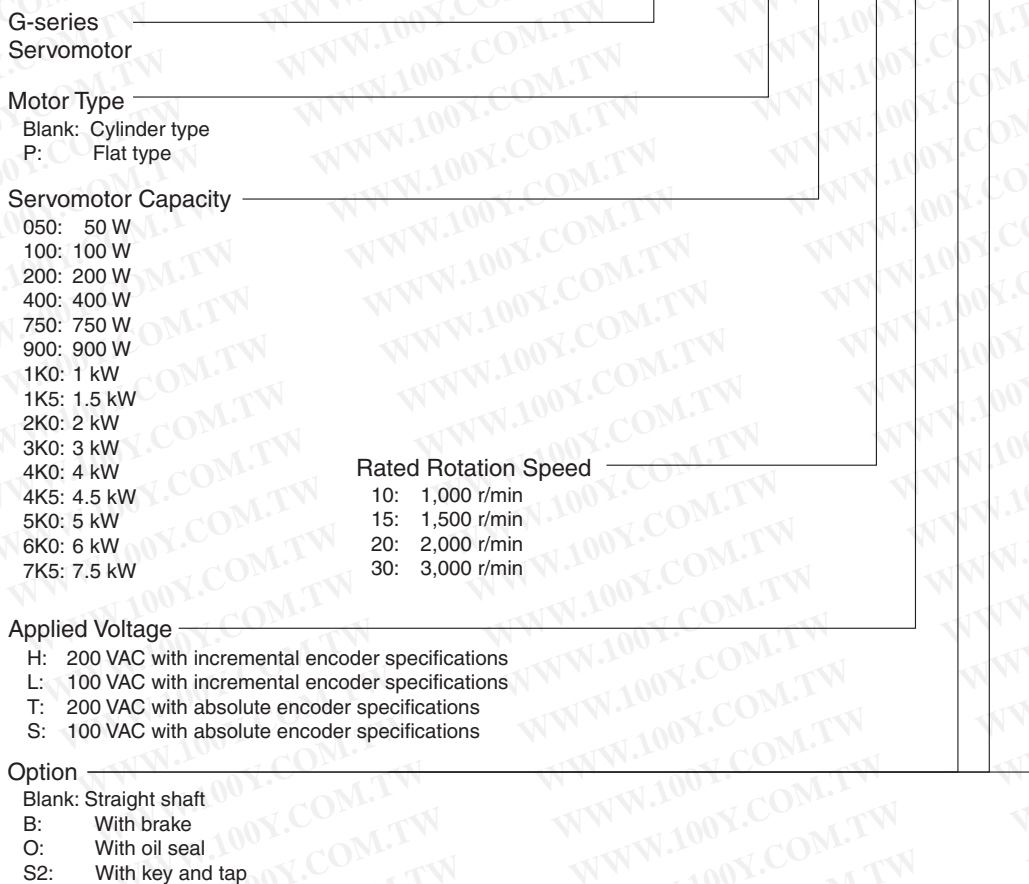 G-series
Servomotor
Motor Type
Blank: Cylinder type
P: Flat type
Servomotor Capacity
050: 50 W
100: 100 W
200: 200 W
400: 400 W
750: 750 W
900: 900 W
1K0: 1 kW
1K5: 1.5 kW
2K0: 2 kW
3K0: 3 kW
4K0: 4 kW
4K5: 4.5 kW
5K0: 5 kW
6K0: 6 kW
7K5: 7.5 kW
Rated Rotation Speed
10: 1,000 r/min
15: 1,500 r/min
20: 2,000 r/min
30: 3,000 r/min
Applied Voltage
H: 200 VAC with incremental encoder specifications
L: 100 VAC with incremental encoder specifications
T: 200 VAC with absolute encoder specifications
S: 100 VAC with absolute encoder specifications
Option
Blank: Straight shaft
B: With brake
O: With oil seal
S2: With key and tap
WWW.100Y.COM.TW